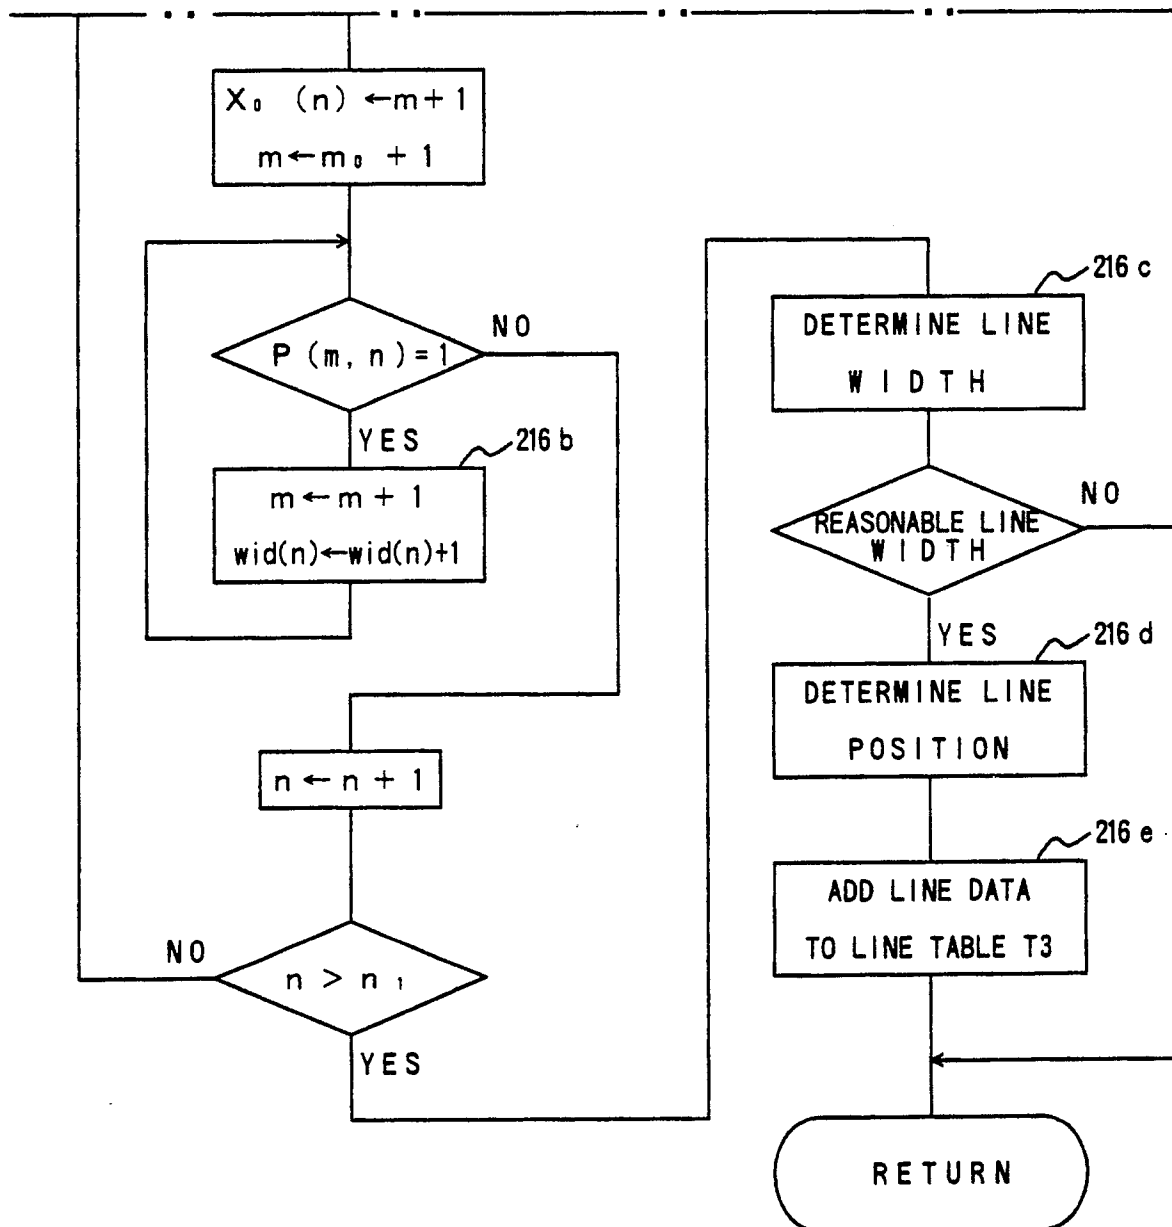 X₀ (n) ←m+1
m←m₀ + 1
P (m, n) = 1
NO
YES
216 b
m ← m + 1
wid(n)←wid(n)+1
n ← n + 1
n > n₁
NO
YES
216 c
DETERMINE LINE
WIDTH
REASONABLE LINE
WIDTH
NO
YES
216 d
DETERMINE LINE
POSITION
216 e
ADD LINE DATA
TO LINE TABLE T3
RETURN